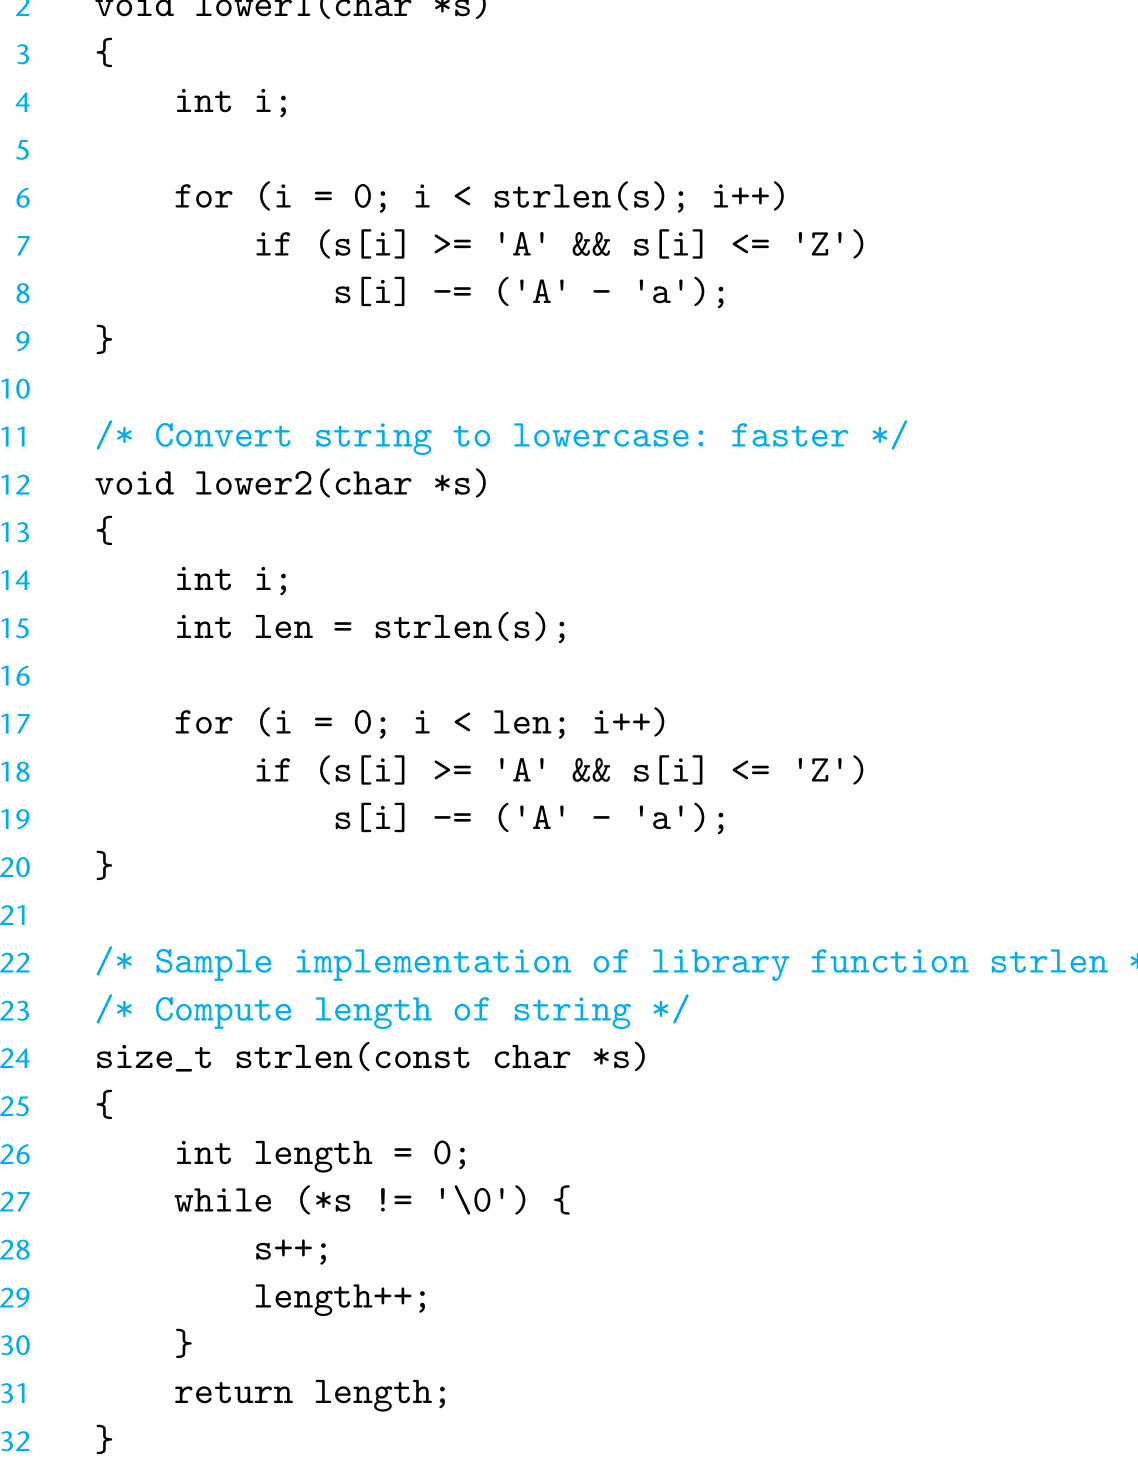 2 void lower1(char *s)
3 {
4 int i;
5
6 for (i = 0; i < strlen(s); i++)
7 if (s[i] >= 'A' && s[i] <= 'Z')
8 s[i] -= ('A' - 'a');
9 }
10
11 /* Convert string to lowercase: faster */
12 void lower2(char *s)
13 {
14 int i;
15 int len = strlen(s);
16
17 for (i = 0; i < len; i++)
18 if (s[i] >= 'A' && s[i] <= 'Z')
19 s[i] -= ('A' - 'a');
20 }
21
22 /* Sample implementation of library function strlen *
23 /* Compute length of string */
24 size_t strlen(const char *s)
25 {
26 int length = 0;
27 while (*s != '\0') {
28 s++;
29 length++;
30 }
31 return length;
32 }